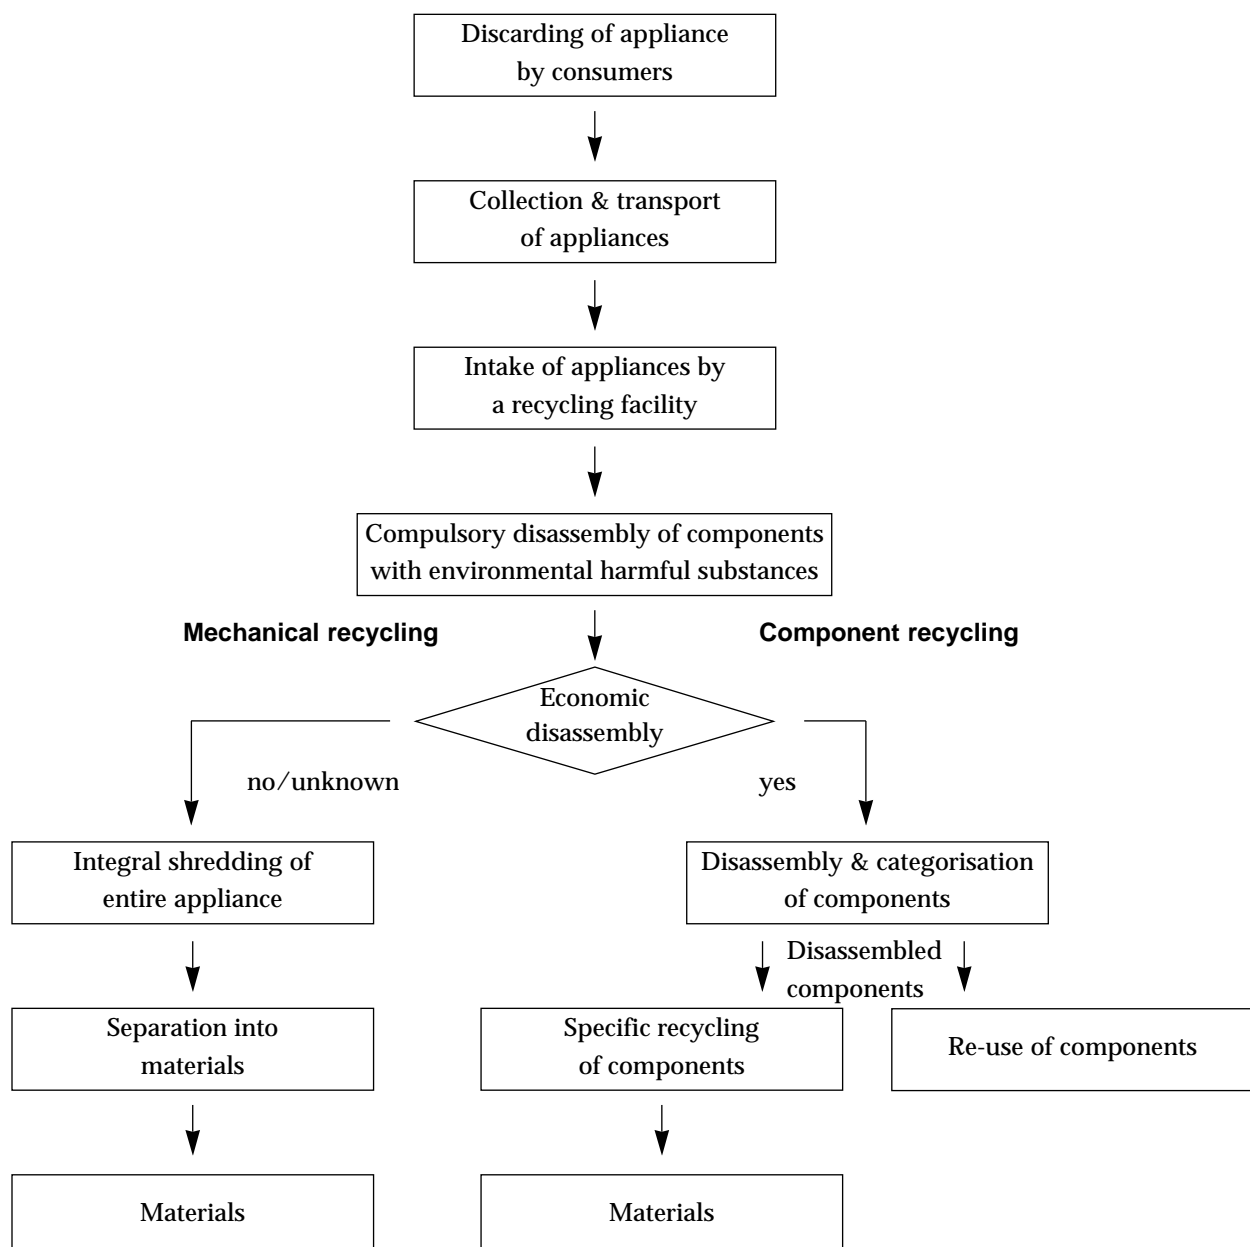 Discarding of appliance
by consumers
Collection & transport
of appliances
Intake of appliances by
a recycling facility
Compulsory disassembly of components
with environmental harmful substances
Mechanical recycling
Component recycling
Economic
disassembly
no/unknown
yes
Integral shredding of
entire appliance
Disassembly & categorisation
of components
Disassembled
components
Separation into
materials
Specific recycling
of components
Re-use of components
Materials
Materials